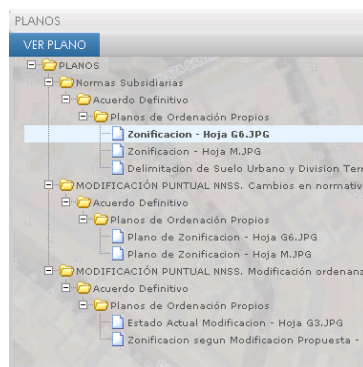 PLANOS
VER PLANO
PLANOS
Normas Subsidiarias
Acuerdo Definitivo
Planos de Ordenación Propios
Zonificacion - Hoja G6.JPG
Zonificacion - Hoja M.JPG
Delimitacion de Suelo Urbano y Division Terr
MODIFICACIÓN PUNTUAL NNSS. Cambios en normativ
Acuerdo Definitivo
Planos de Ordenación Propios
Plano de Zonificacion - Hoja G6.JPG
Plano de Zonificacion - Hoja M.JPG
MODIFICACIÓN PUNTUAL NNSS. Modificación ordenanz
Acuerdo Definitivo
Planos de Ordenación Propios
Estado Actual Modificacion - Hoja G3.JPG
Zonificacion segun Modificacion Propuesta -